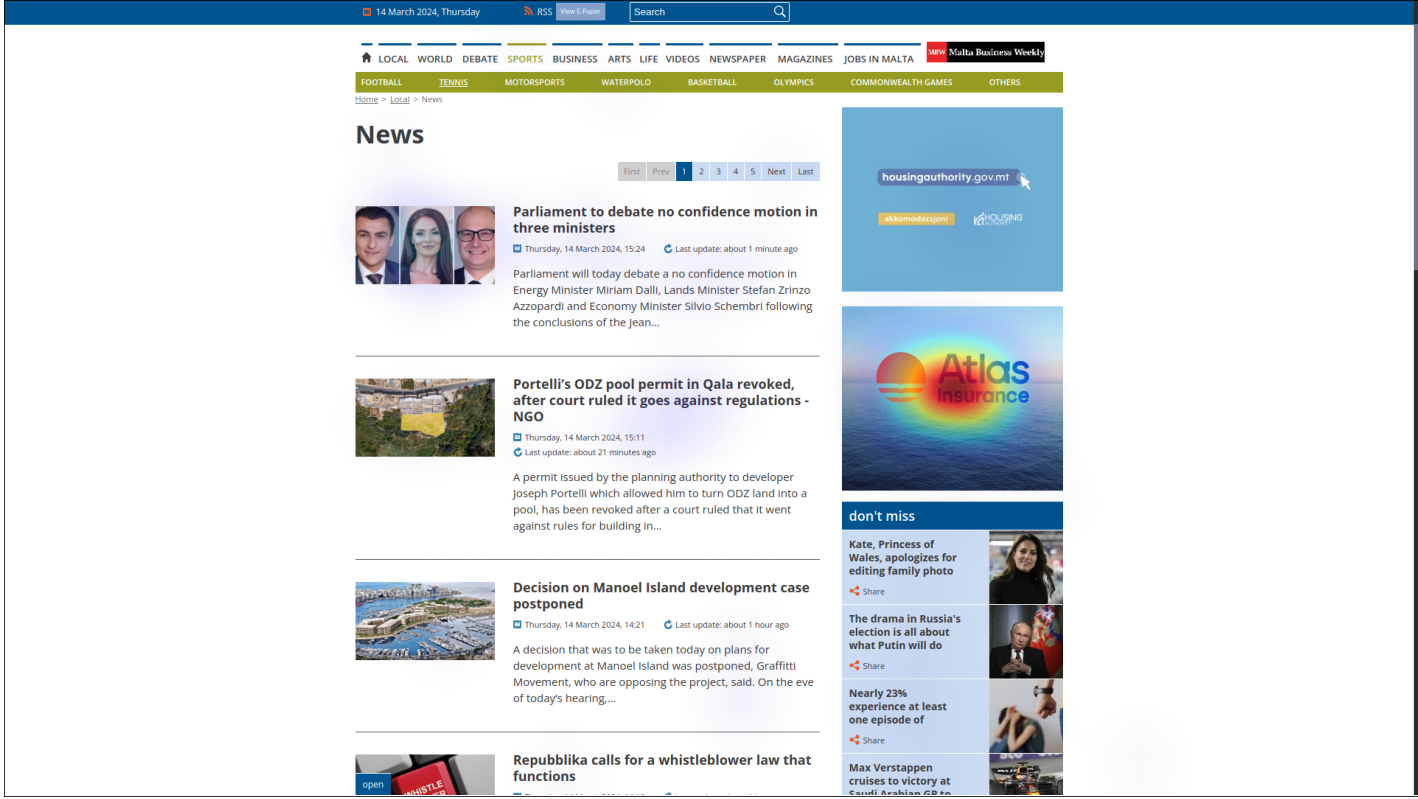 14 March 2024, Thursday
RSS
View E-Paper
Search
LOCAL WORLD DEBATE SPORTS BUSINESS ARTS LIFE VIDEOS NEWSPAPER MAGAZINES JOBS IN MALTA
MBW Malta Business Weekly
FOOTBALL TENNIS MOTORSPORTS WATERPOLO BASKETBALL OLYMPICS COMMONWEALTH GAMES OTHERS
Home > Local > News
News
First Prev 1 2 3 4 5 Next Last
Parliament to debate no confidence motion in
three ministers
Thursday, 14 March 2024, 15:24 Last update: about 1 minute ago
Parliament will today debate a no confidence motion in
Energy Minister Miriam Dalli, Lands Minister Stefan Zrinzo
Azzopardi and Economy Minister Silvio Schembri following
the conclusions of the Jean...
Portelli’s ODZ pool permit in Qala revoked,
after court ruled it goes against regulations -
NGO
Thursday, 14 March 2024, 15:11
Last update: about 21 minutes ago
A permit issued by the planning authority to developer
Joseph Portelli which allowed him to turn ODZ land into a
pool, has been revoked after a court ruled that it went
against rules for building in...
Decision on Manoel Island development case
postponed
Thursday, 14 March 2024, 14:21 Last update: about 1 hour ago
A decision that was to be taken today on plans for
development at Manoel Island was postponed, Graffitti
Movement, who are opposing the project, said. On the eve
of today’s hearing,...
Repubblika calls for a whistleblower law that
functions
open
housingauthority.gov.mt
akkomodazzjoni
HOUSING
AUTHORITY
Atlas
Insurance
don't miss
Kate, Princess of
Wales, apologizes for
editing family photo
Share
The drama in Russia's
election is all about
what Putin will do
Share
Nearly 23%
experience at least
one episode of
Share
Max Verstappen
cruises to victory at
Saudi Arabian GP to